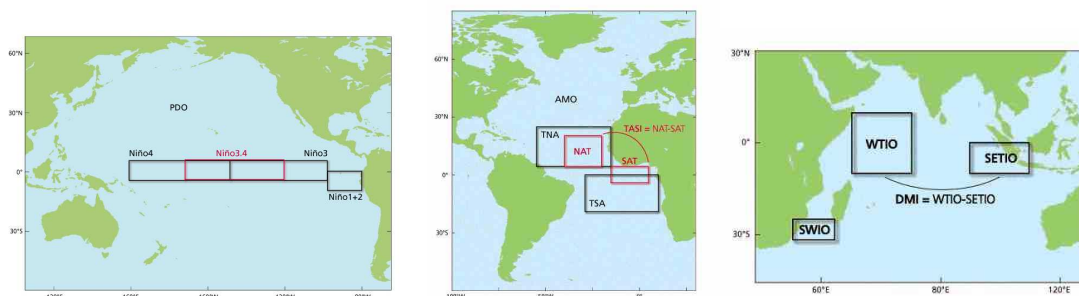 60°N
PDO
30°N
Niño4
Niño3.4
Niño3
0°
Niño1+2
30°S
60°N
AMO
30°N
TNA
TASI = NAT-SAT
NAT
SAT
0°
TSA
30°S
30°N
0°
WTIO
SETIO
DMI = WTIO-SETIO
SWIO
30°S
60°E
80°E
120°E